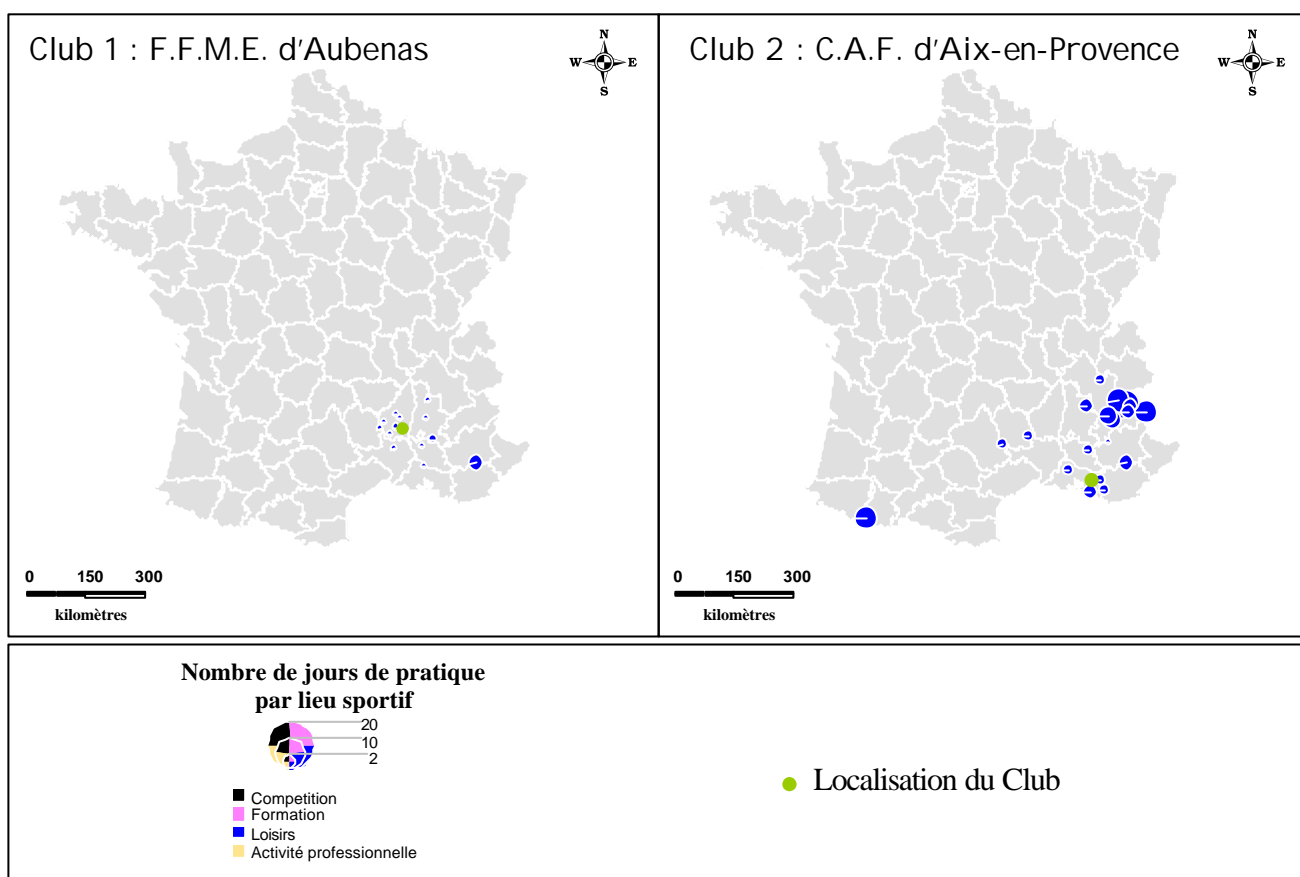 Club 1 : F.F.M.E. d'Aubenas
N
W E
S
0 150 300
kilomètres
Club 2 : C.A.F. d'Aix-en-Provence
N
W E
S
0 150 300
kilomètres
Nombre de jours de pratique
par lieu sportif
20
10
2
Competition
Formation
Loisirs
Activité professionnelle
Localisation du Club